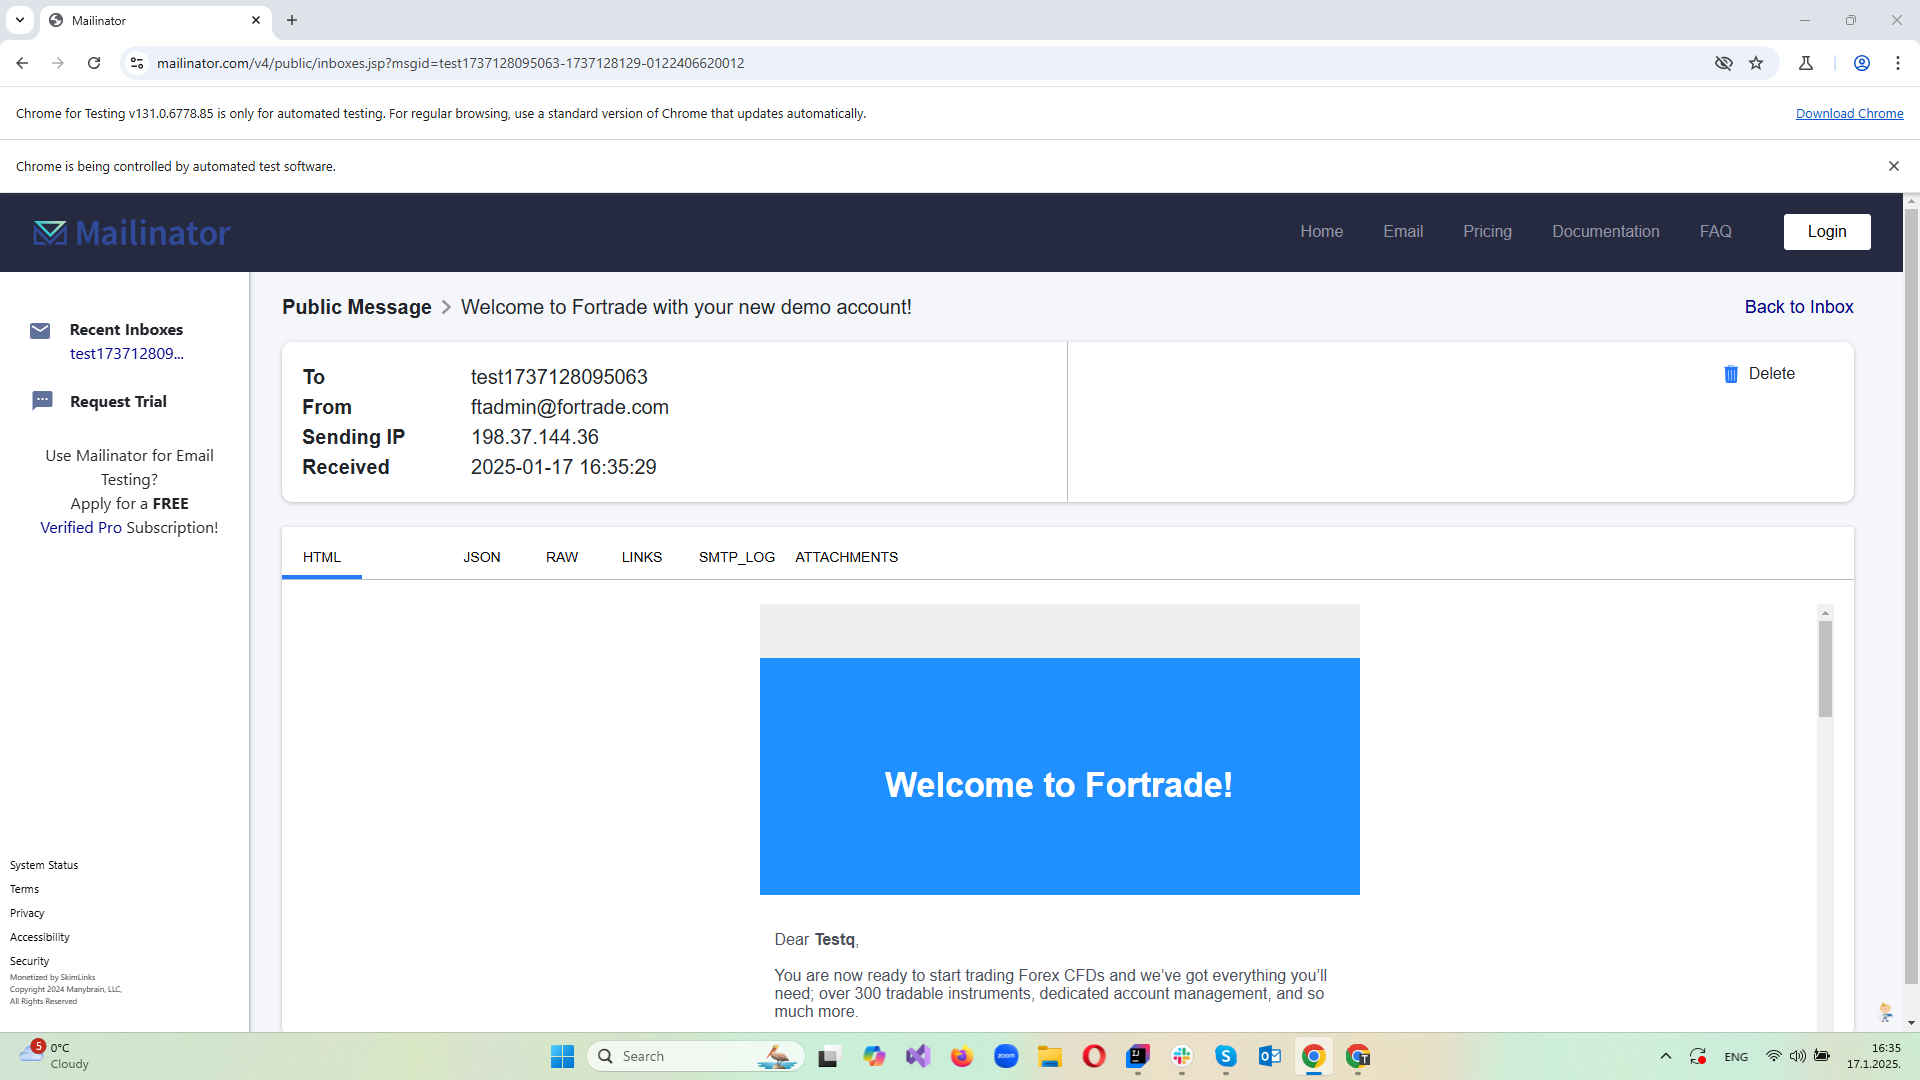 Mailinator
mailinator.com/v4/public/inboxes.jsp?msgid=test1737128095063-1737128129-0122406620012
Chrome for Testing v131.0.6778.85 is only for automated testing. For regular browsing, use a standard version of Chrome that updates automatically.
Download Chrome
Chrome is being controlled by automated test software.
Mailinator
Home
Email
Pricing
Documentation
FAQ
Login
Recent Inboxes
test173712809...
Request Trial
Use Mailinator for Email
Testing?
Apply for a FREE
Verified Pro Subscription!
System Status
Terms
Privacy
Accessibility
Security
Monetized by SkimLinks
Copyright 2024 Manybrain, LLC,
All Rights Reserved
Public Message
Welcome to Fortrade with your new demo account!
Back to Inbox
To test1737128095063
From ftadmin@fortrade.com
Sending IP 198.37.144.36
Received 2025-01-17 16:35:29
Delete
HTML
JSON
RAW
LINKS
SMTP_LOG
ATTACHMENTS
Welcome to Fortrade!
Dear Testq,
You are now ready to start trading Forex CFDs and we’ve got everything you’ll
need; over 300 tradable instruments, dedicated account management, and so
much more.
5
0°C
Cloudy
Search
zoom
ENG
16:35
17.1.2025.